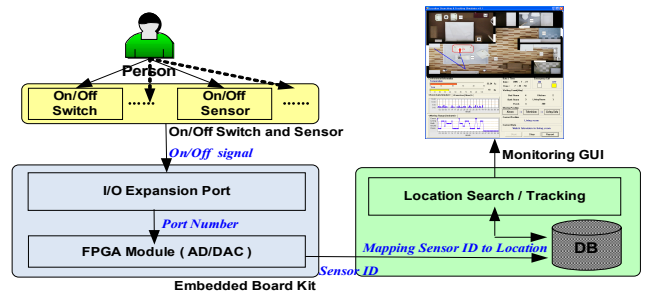 Person
On/Off
Switch
......
On/Off
Sensor
......
On/Off Switch and Sensor
On/Off signal
I/O Expansion Port
Port Number
FPGA Module ( AD/DAC )
Sensor ID
Embedded Board Kit
Monitoring GUI
Location Search / Tracking
Mapping Sensor ID to Location
DB